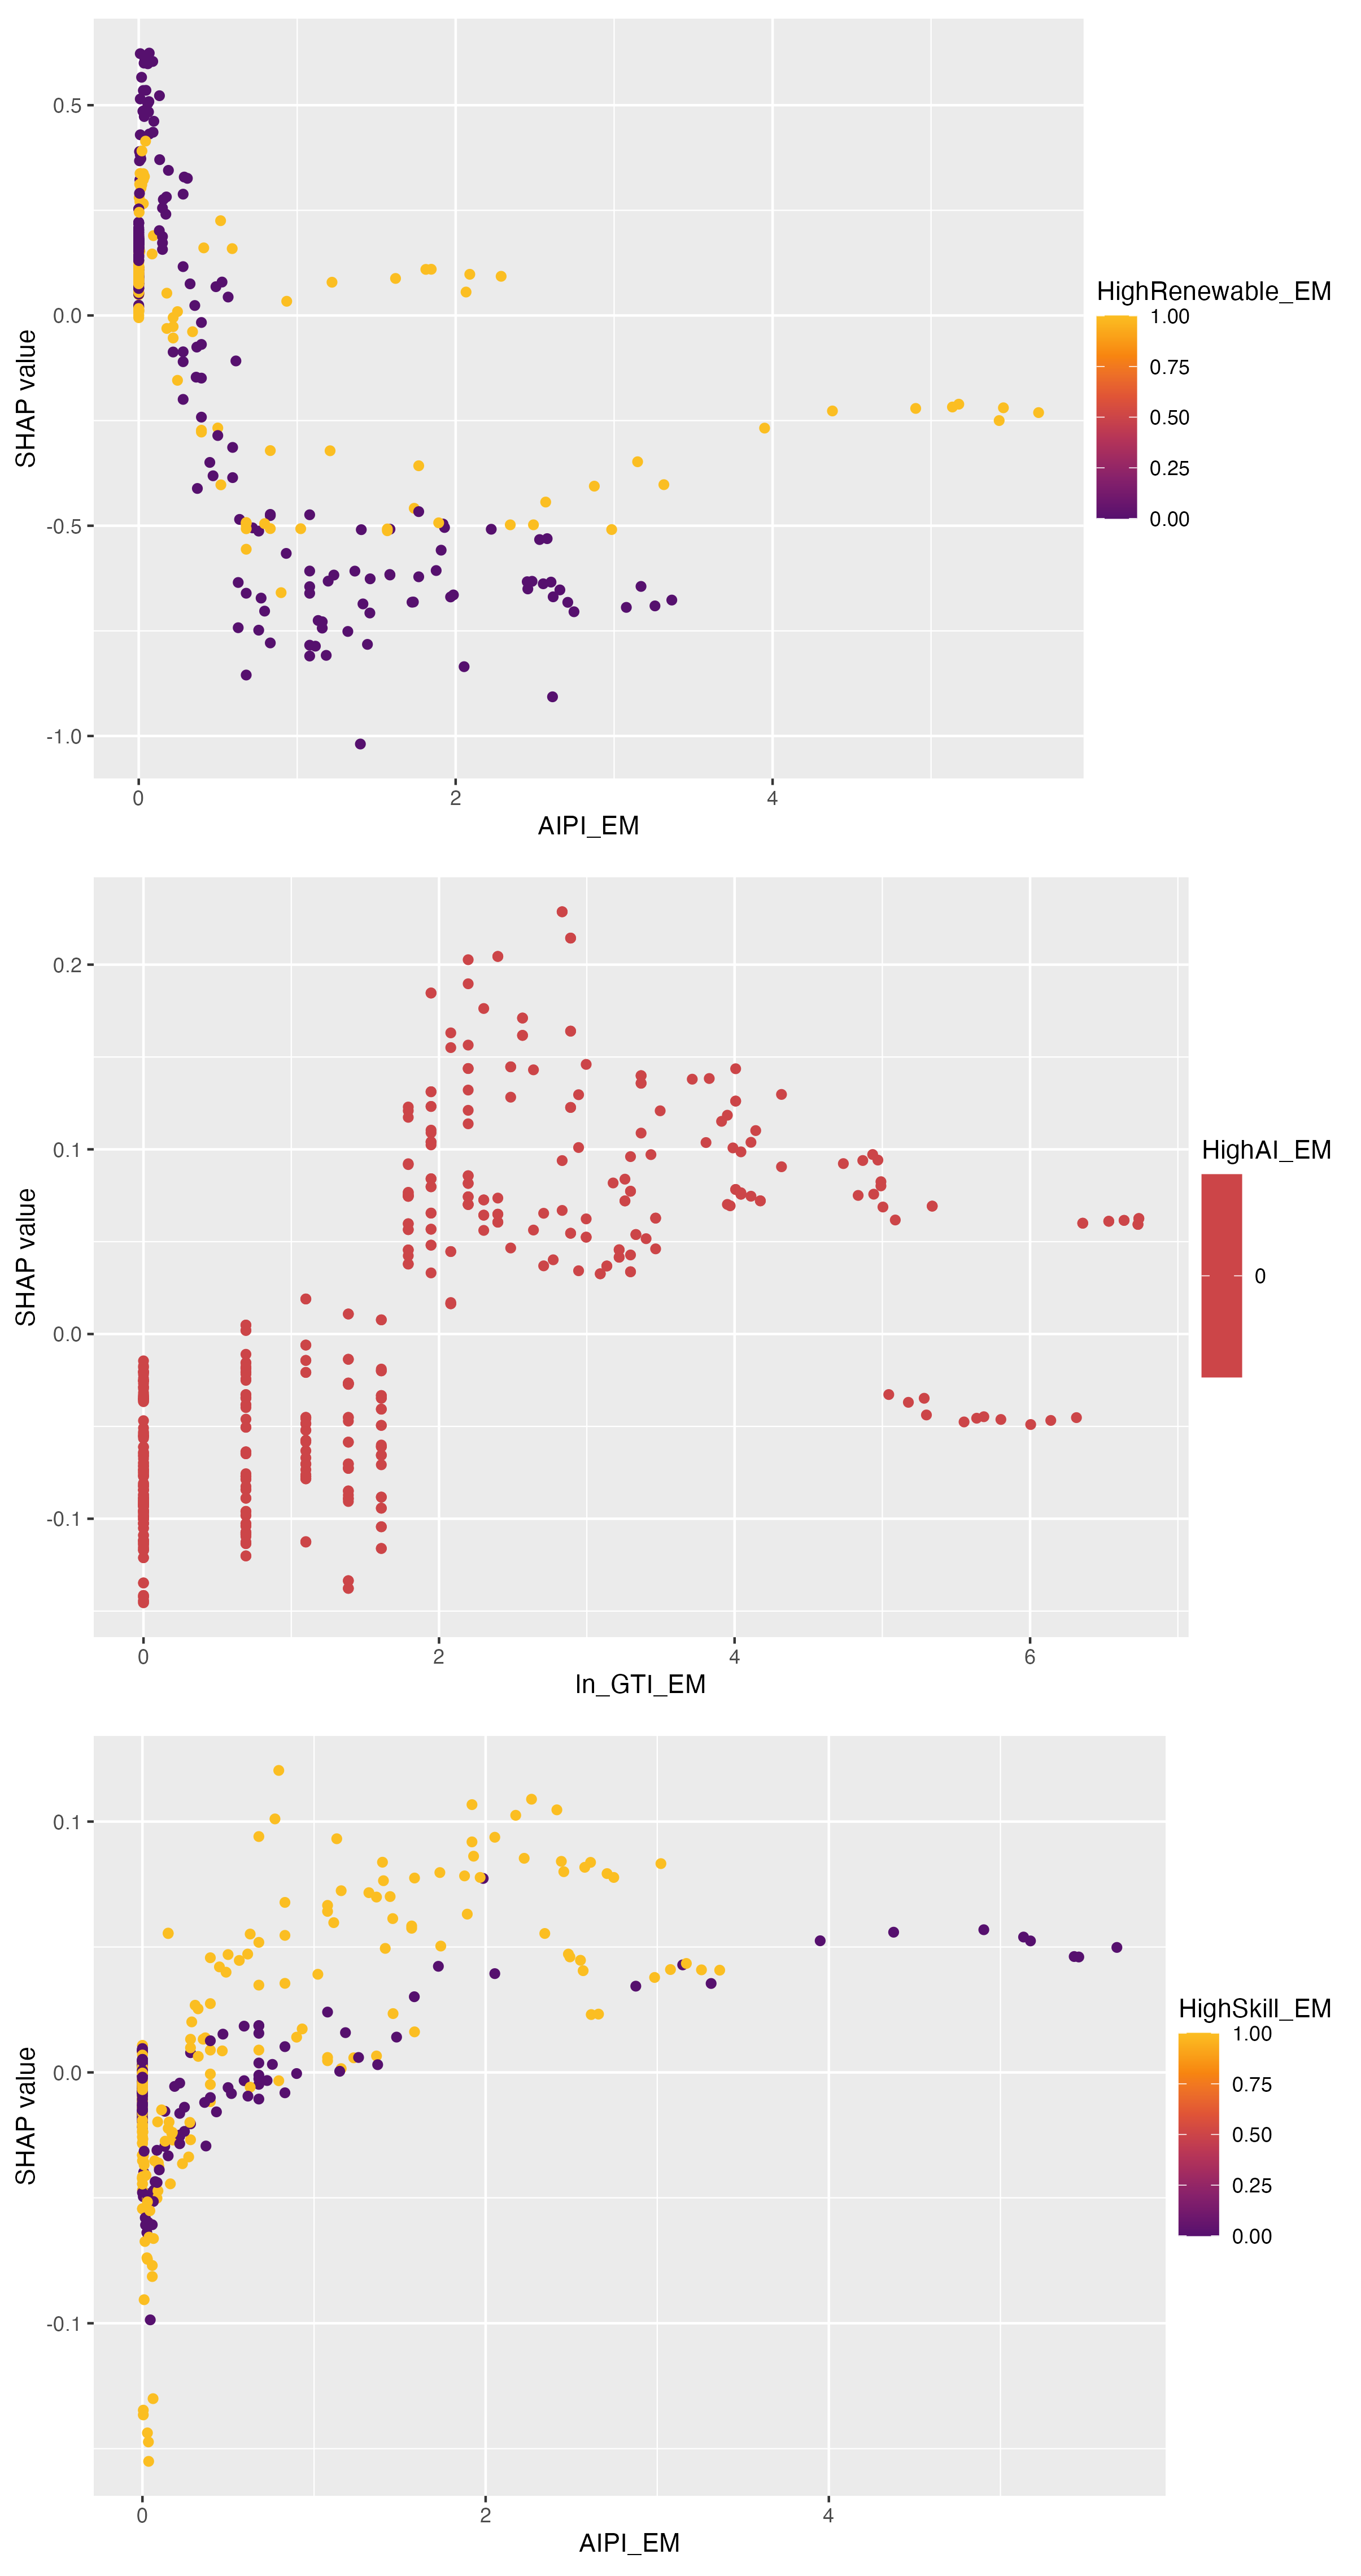 0.5
0.0
-0.5
-1.0
SHAP value
0 2 4
AIPI_EM
HighRenewable_EM
1.00
0.75
0.50
0.25
0.00
0.2
0.1
0.0
-0.1
SHAP value
0 2 4 6
ln_GTI_EM
HighAI_EM
0
0.1
0.0
-0.1
SHAP value
0 2 4
AIPI_EM
HighSkill_EM
1.00
0.75
0.50
0.25
0.00